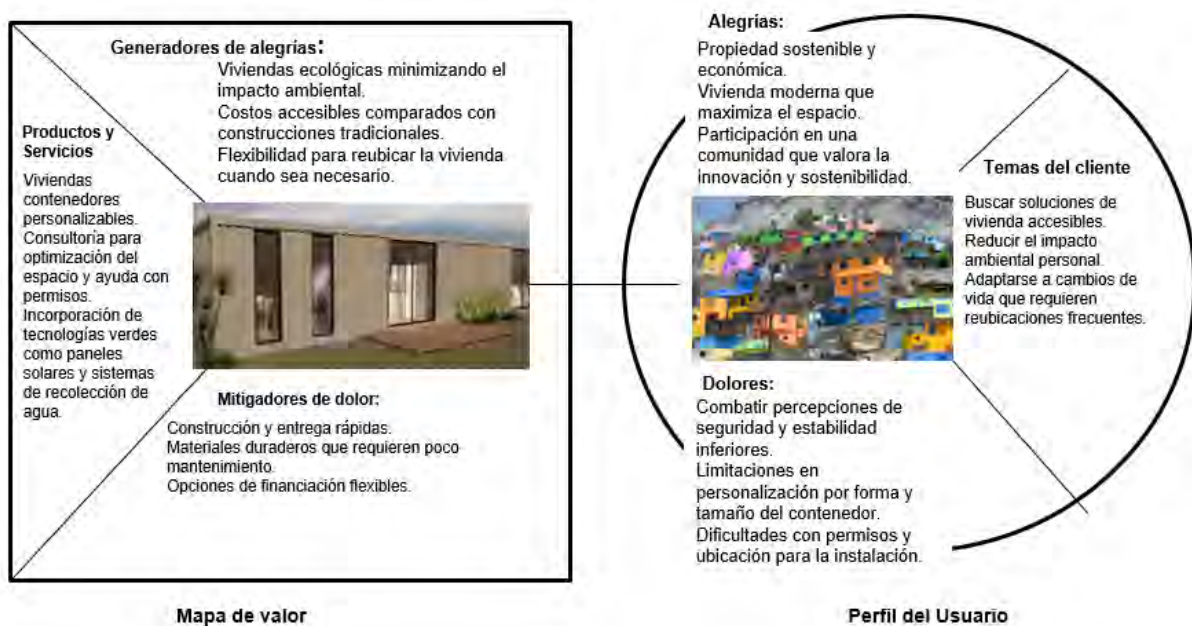 Generadores de alegrías:
Viviendas ecológicas minimizando el
impacto ambiental.
Costos accesibles comparados con
construcciones tradicionales.
Flexibilidad para reubicar la vivienda
cuando sea necesario.
Productos y
Servicios
Viviendas
contenedores
personalizables.
Consultoría para
optimización del
espacio y ayuda con
permisos.
Incorporación de
tecnologías verdes
como paneles
solares y sistemas
de recolección de
agua.
Mitigadores de dolor:
Construcción y entrega rápidas.
Materiales duraderos que requieren poco
mantenimiento.
Opciones de financiación flexibles.
Mapa de valor
Alegrías:
Propiedad sostenible y
económica.
Vivienda moderna que
maximiza el espacio.
Participación en una
comunidad que valora la
innovación y sostenibilidad.
Temas del cliente
Buscar soluciones de
vivienda accesibles.
Reducir el impacto
ambiental personal.
Adaptarse a cambios de
vida que requieren
reubicaciones frecuentes.
Dolores:
Combatir percepciones de
seguridad y estabilidad
inferiores.
Limitaciones en
personalización por forma y
tamaño del contenedor.
Dificultades con permisos y
ubicación para la instalación.
Perfil del Usuario